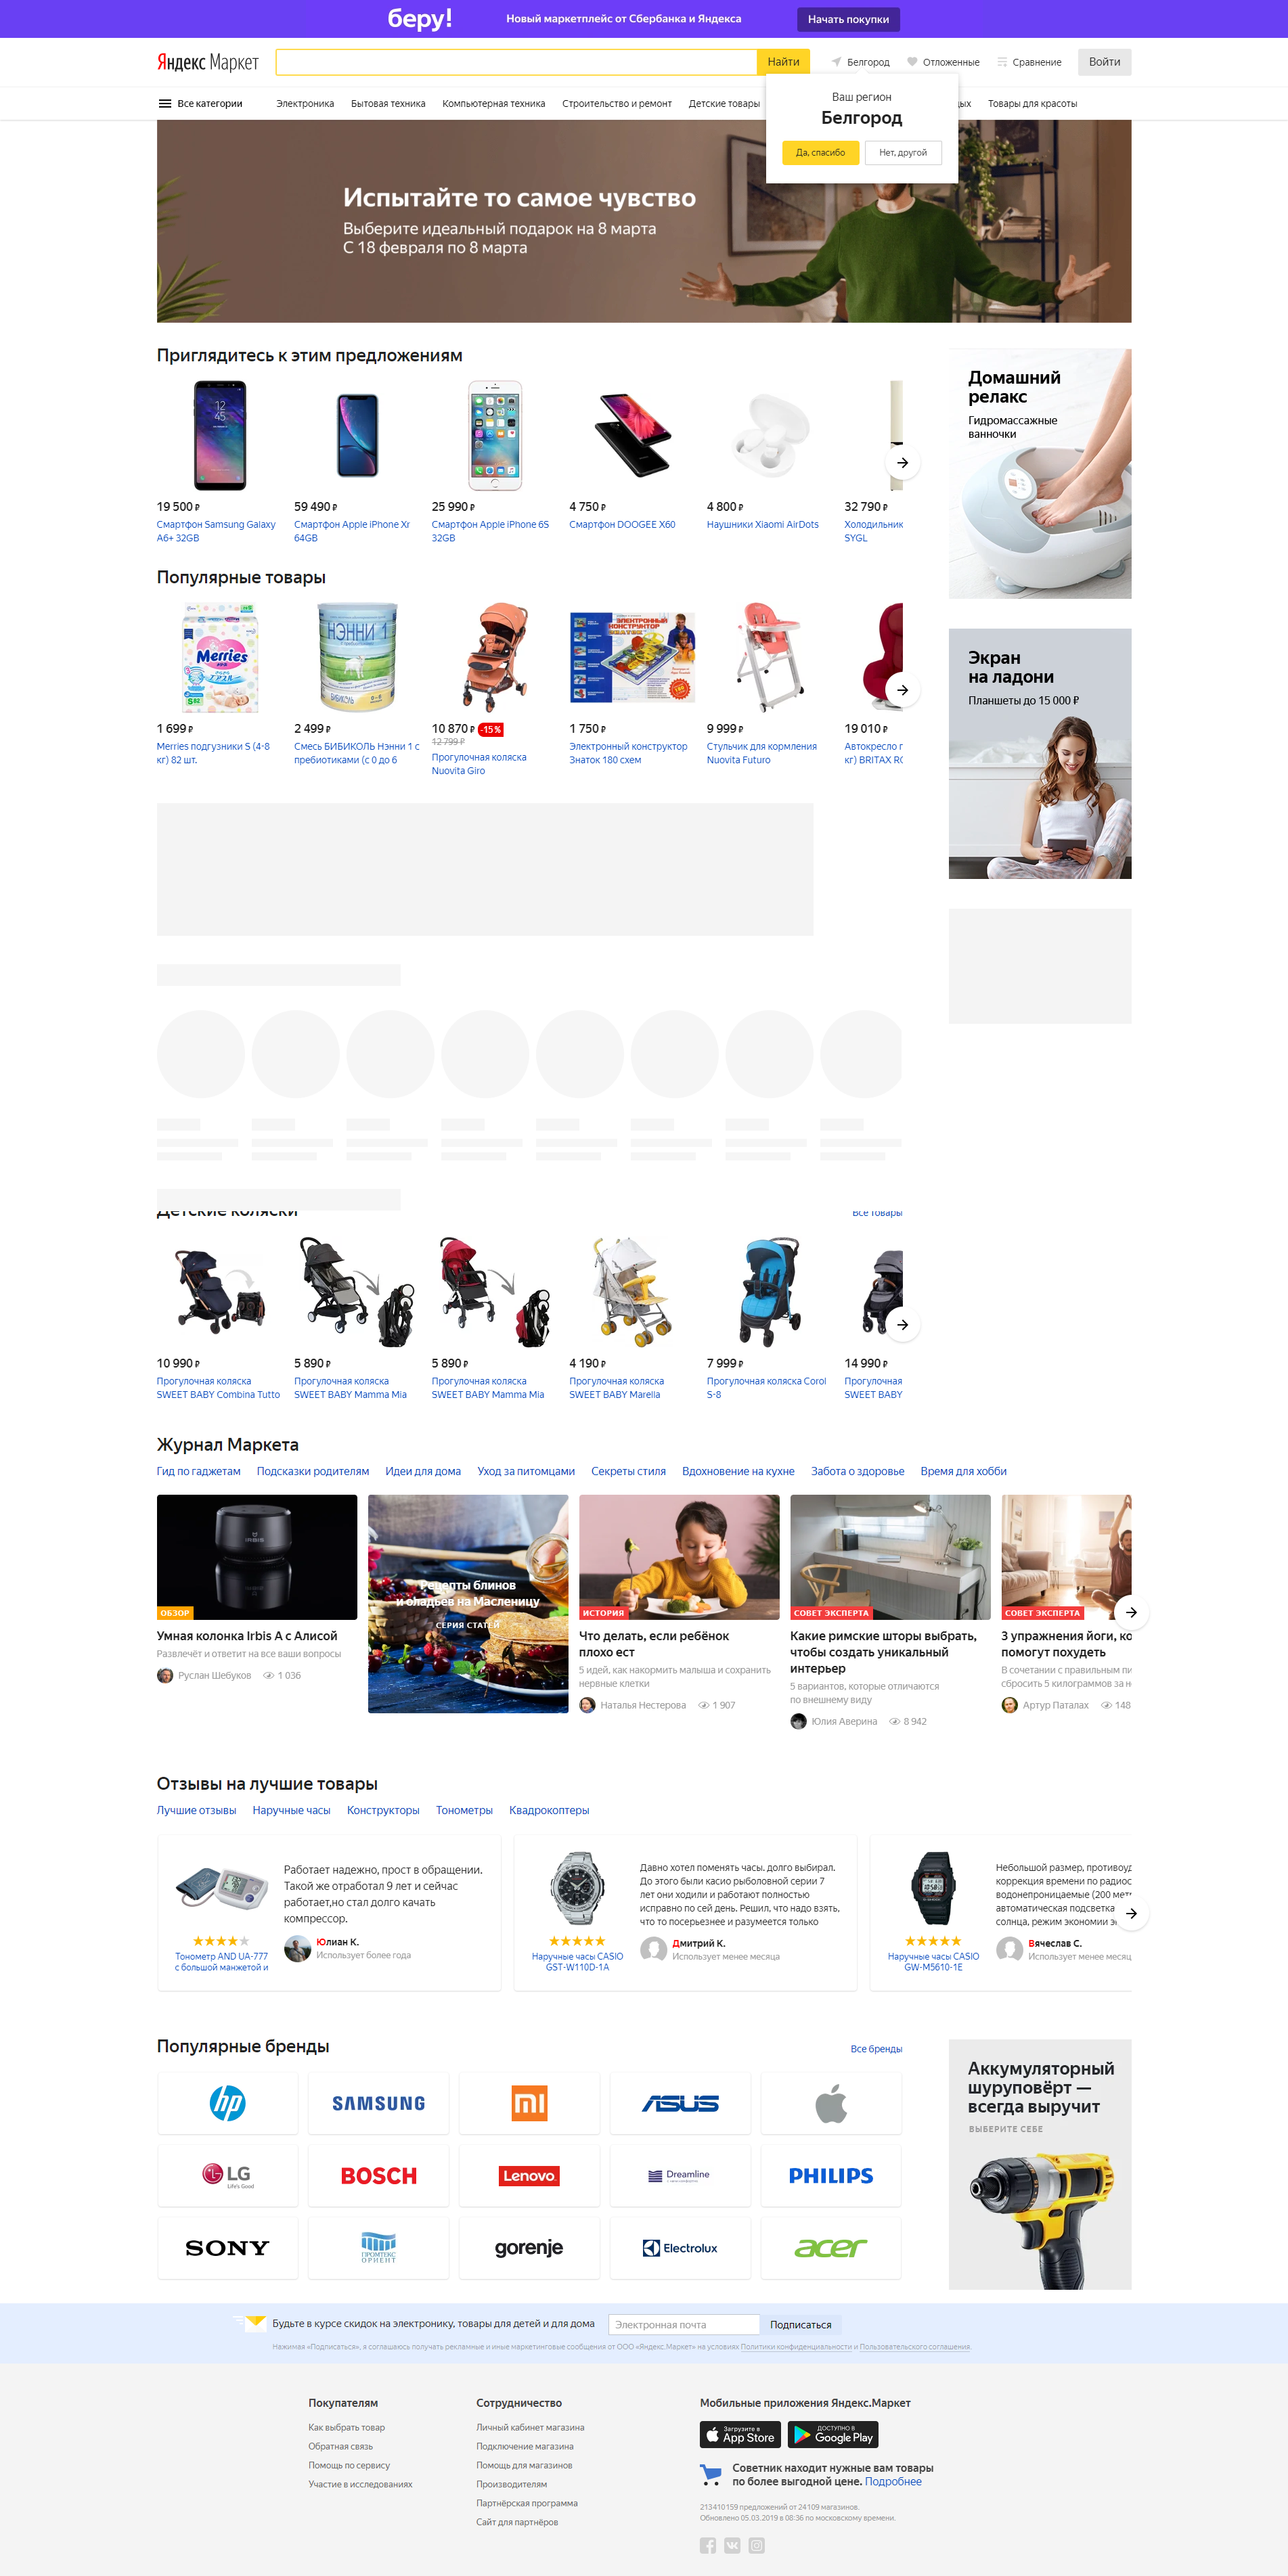 беру!
Новый маркетплейс от Сбербанка и Яндекса
Начать покупки
Яндекс Маркет
Найти
Белгород
Отложенные
Сравнение
Войти
Все категории
Электроника
Бытовая техника
Компьютерная техника
Строительство и ремонт
Детские товары
Товары для красоты
Ваш регион
Белгород
Да, спасибо
Нет, другой
Испытайте то самое чувство
Выберите идеальный подарок на 8 марта
С 18 февраля по 8 марта
Приглядитесь к этим предложениям
19 500 ₽
Смартфон Samsung Galaxy
A6+ 32GB
59 490 ₽
Смартфон Apple iPhone Xr
64GB
25 990 ₽
Смартфон Apple iPhone 6S
32GB
4 750 ₽
Смартфон DOOGEE X60
4 800 ₽
Наушники Xiaomi AirDots
32 790 ₽
Холодильник
SYGL
Домашний
релакс
Гидромассажные
ванночки
Популярные товары
1 699 ₽
Merries подгузники S (4-8
кг) 82 шт.
2 499 ₽
Смесь БИБИКОЛЬ Нэнни 1 с
пребиотиками (с 0 до 6
10 870 ₽ -15%
12 799 ₽
Прогулочная коляска
Nuovita Giro
1 750 ₽
Электронный конструктор
Знаток 180 схем
9 999 ₽
Стульчик для кормления
Nuovita Futuro
19 010 ₽
Автокресло г
кг) BRITAX RO
Экран
на ладони
Планшеты до 15 000 ₽
Детские коляски
Все товары
10 990 ₽
Прогулочная коляска
SWEET BABY Combina Tutto
5 890 ₽
Прогулочная коляска
SWEET BABY Mamma Mia
5 890 ₽
Прогулочная коляска
SWEET BABY Mamma Mia
4 190 ₽
Прогулочная коляска
SWEET BABY Marella
7 999 ₽
Прогулочная коляска Corol
S-8
14 990 ₽
Прогулочная
SWEET BABY
Журнал Маркета
Гид по гаджетам
Подсказки родителям
Идеи для дома
Уход за питомцами
Секреты стиля
Вдохновение на кухне
Забота о здоровье
Время для хобби
ОБЗОР
Умная колонка Irbis A с Алисой
Развлечёт и ответит на все ваши вопросы
Руслан Шебуков 1 036
Рецепты блинов
и оладьев на Масленицу
СЕРИЯ СТАТЕЙ
ИСТОРИЯ
Что делать, если ребёнок
плохо ест
5 идей, как накормить малыша и сохранить
нервные клетки
Наталья Нестерова 1 907
СОВЕТ ЭКСПЕРТА
Какие римские шторы выбрать,
чтобы создать уникальный
интерьер
5 вариантов, которые отличаются
по внешнему виду
Юлия Аверина 8 942
СОВЕТ ЭКСПЕРТА
3 упражнения йоги, ко
помогут похудеть
В сочетании с правильным пи
сбросить 5 килограммов за н
Артур Паталах 148
Отзывы на лучшие товары
Лучшие отзывы
Наручные часы
Конструкторы
Тонометры
Квадрокоптеры
Работает надежно, прост в обращении.
Такой же отработал 9 лет и сейчас
работает,но стал долго качать
компрессор.
Тонометр AND UA-777
с большой манжетой и
Юлиан К.
Использует более года
Давно хотел поменять часы. долго выбирал.
До этого были касио рыболовной серии 7
лет они ходили и работают полностью
исправно по сей день. Решил, что надо взять,
что то посерьезнее и разумеется только
Наручные часы CASIO
GST-W110D-1A
Дмитрий К.
Использует менее месяца
Небольшой размер, противоуд
коррекция времени по радиос
водонепроницаемые (200 метр
автоматическая подсветка
солнца, режим экономии эн
Наручные часы CASIO
GW-M5610-1E
Вячеслав С.
Использует менее месяц
Популярные бренды
Все бренды
hp
SAMSUNG
mi
ASUS
LG
Life's Good
BOSCH
Lenovo
Dreamline
PHILIPS
SONY
ПРОМТЕКС
ОРИЕНТ
gorenje
Electrolux
acer
Аккумуляторный
шуруповёрт —
всегда выручит
ВЫБЕРИТЕ СЕБЕ
Будьте в курсе скидок на электронику, товары для детей и для дома
Электронная почта
Подписаться
Нажимая «Подписаться», я соглашаюсь получать рекламные и иные маркетинговые сообщения от ООО «Яндекс.Маркет» на условиях Политики конфиденциальности и Пользовательского соглашения.
Покупателям
Как выбрать товар
Обратная связь
Помощь по сервису
Участие в исследованиях
Сотрудничество
Личный кабинет магазина
Подключение магазина
Помощь для магазинов
Производителям
Партнёрская программа
Сайт для партнёров
Мобильные приложения Яндекс.Маркет
Загрузите в
App Store
ДОСТУПНО В
Google Play
Советник находит нужные вам товары
по более выгодной цене. Подробнее
213410159 предложений от 24109 магазинов.
Обновлено 05.03.2019 в 08:36 по московскому времени.